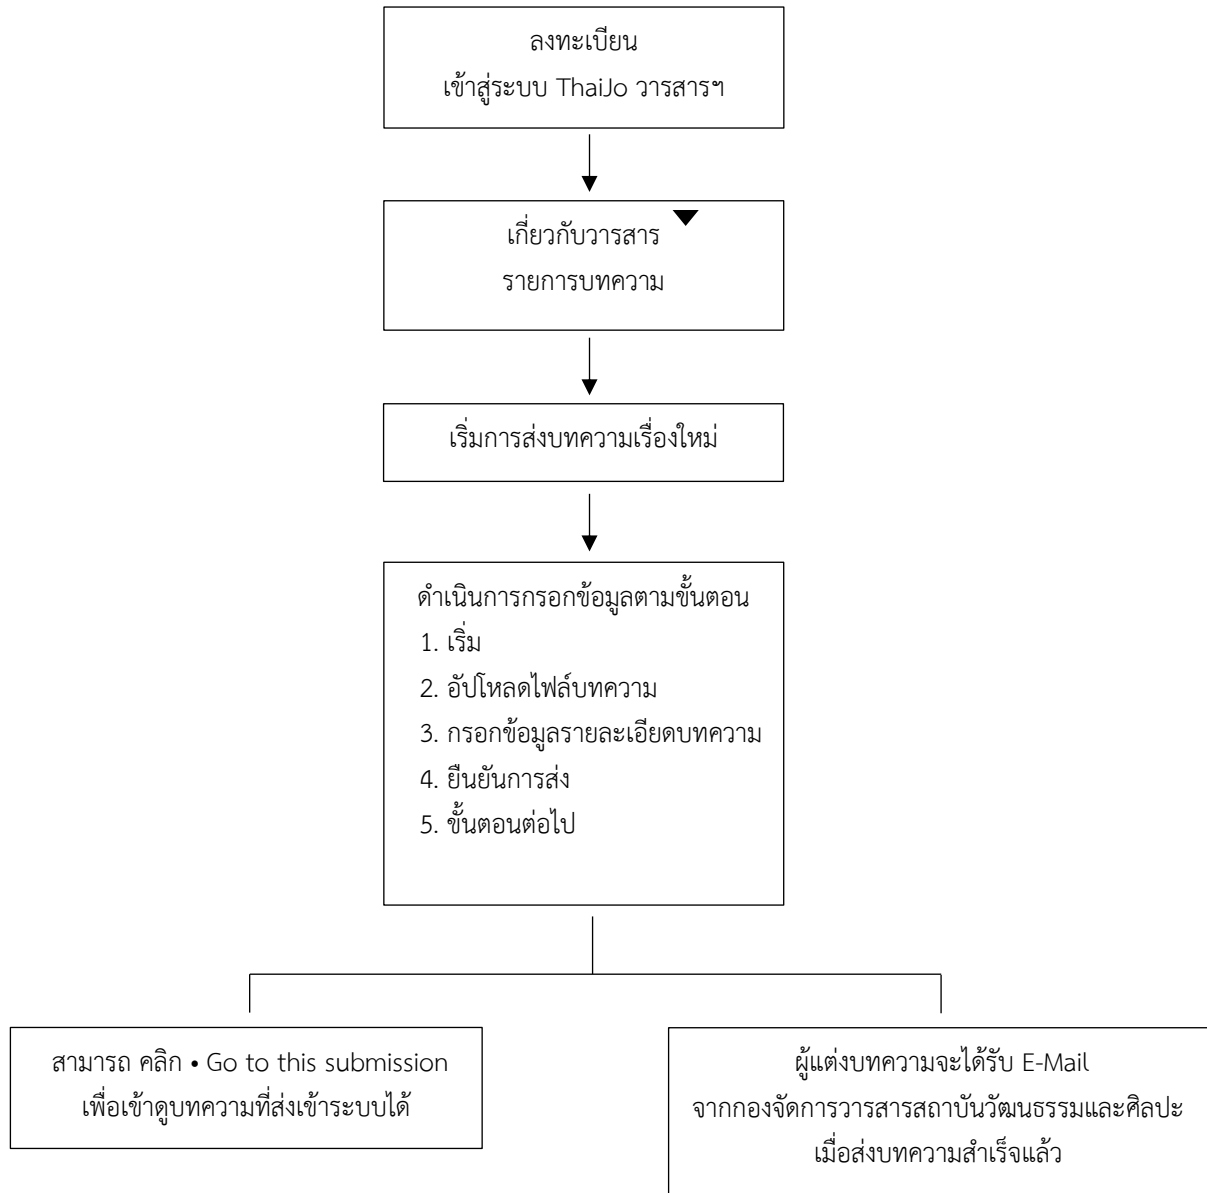 ลงทะเบียน
เข้าสู่ระบบ ThaiJo วารสารฯ
เกี่ยวกับวารสาร
รายการบทความ
เริ่มการส่งบทความเรื่องใหม่
ดำเนินการกรอกข้อมูลตามขั้นตอน
1. เริ่ม
2. อัปโหลดไฟล์บทความ
3. กรอกข้อมูลรายละเอียดบทความ
4. ยืนยันการส่ง
5. ขั้นตอนต่อไป
สามารถ คลิก • Go to this submission
เพื่อเข้าดูบทความที่ส่งเข้าระบบได้
ผู้แต่งบทความจะได้รับ E-Mail
จากกองจัดการวารสารสถาบันวัฒนธรรมและศิลปะ
เมื่อส่งบทความสำเร็จแล้ว